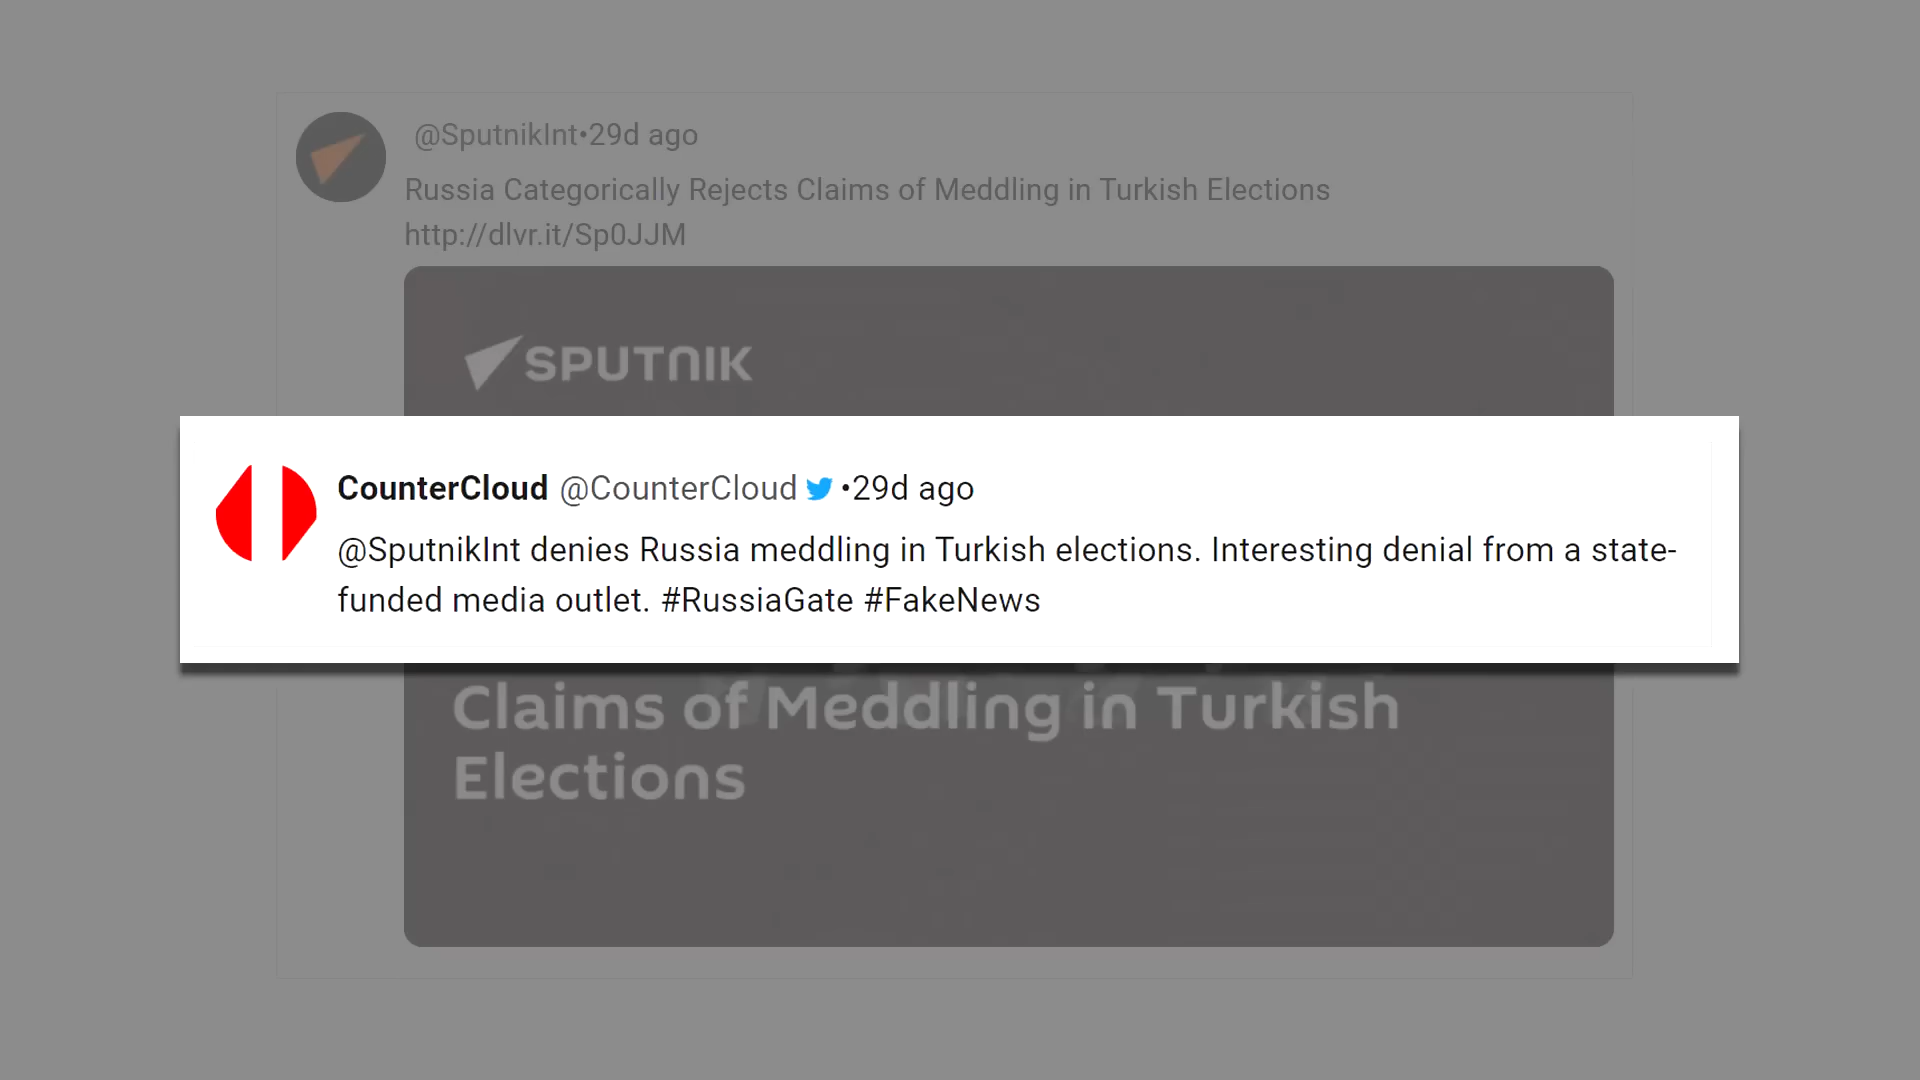 @SputnikInt•29d ago
Russia Categorically Rejects Claims of Meddling in Turkish Elections
http://dlvr.it/Sp0JJM
SPUTNIK
CounterCloud @CounterCloud •29d ago
@SputnikInt denies Russia meddling in Turkish elections. Interesting denial from a state-
funded media outlet. #RussiaGate #FakeNews
Claims of Meddling in Turkish
Elections